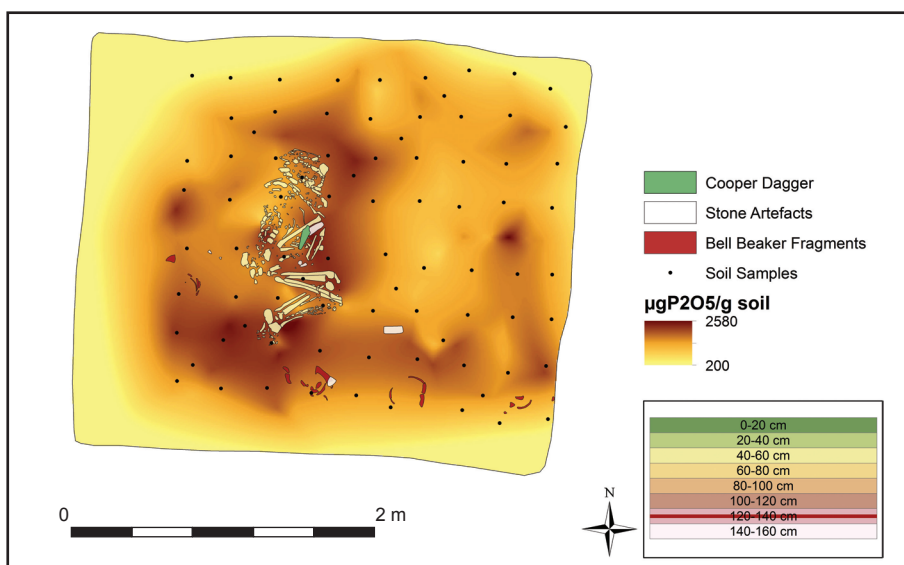 Cooper Dagger
Stone Artefacts
Bell Beaker Fragments
Soil Samples
µgP2O5/g soil
2580
200
0-20 cm
20-40 cm
40-60 cm
60-80 cm
80-100 cm
100-120 cm
120-140 cm
140-160 cm
N
0 2 m